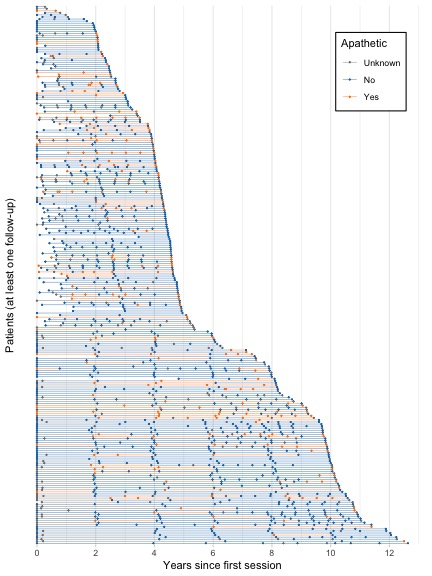 Apathetic
Unknown
No
Yes
Patients (at least one follow-up)
0 2 4 6 8 10 12
Years since first session